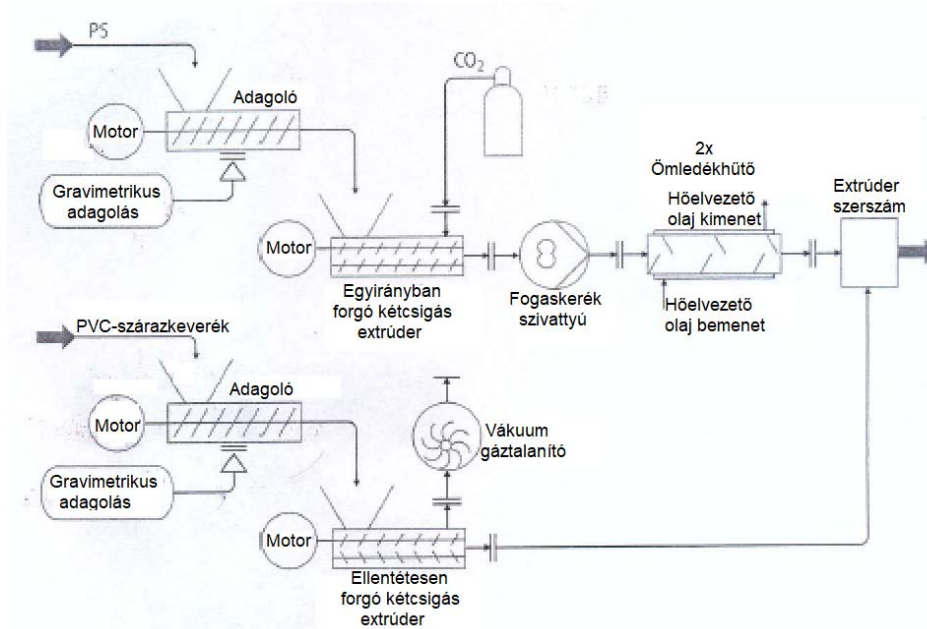 PS
Adagoló
Motor
Gravimetrikus
adagolás
CO₂
Motor
Egyirányban
forgó kétcsigás
extrúder
Fogaskerék
szivattyú
2x
Ömledékhűtő
Hőelvezető
olaj kimenet
Hőelvezető
olaj bemenet
Extrúder
szerszám
PVC-szárazkeverék
Adagoló
Motor
Gravimetrikus
adagolás
Vákuum
gáztalanító
Motor
Ellentétesen
forgó kétcsigás
extrúder